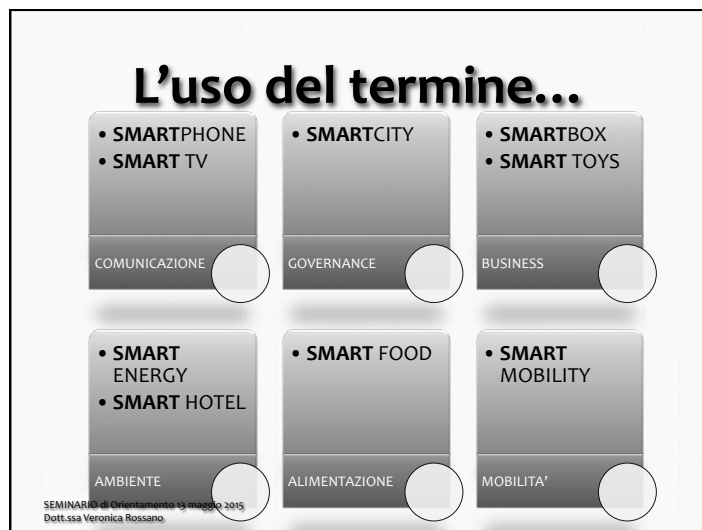 L'uso del termine...
• SMARTPHONE
• SMART TV
COMUNICAZIONE
• SMARTCITY
GOVERNANCE
• SMARTBOX
• SMART TOYS
BUSINESS
• SMART
ENERGY
• SMART HOTEL
AMBIENTE
• SMART FOOD
ALIMENTAZIONE
• SMART
MOBILITY
MOBILITA'
SEMINARIO di Orientamento 13 maggio 2015
Dott.ssa Veronica Rossano